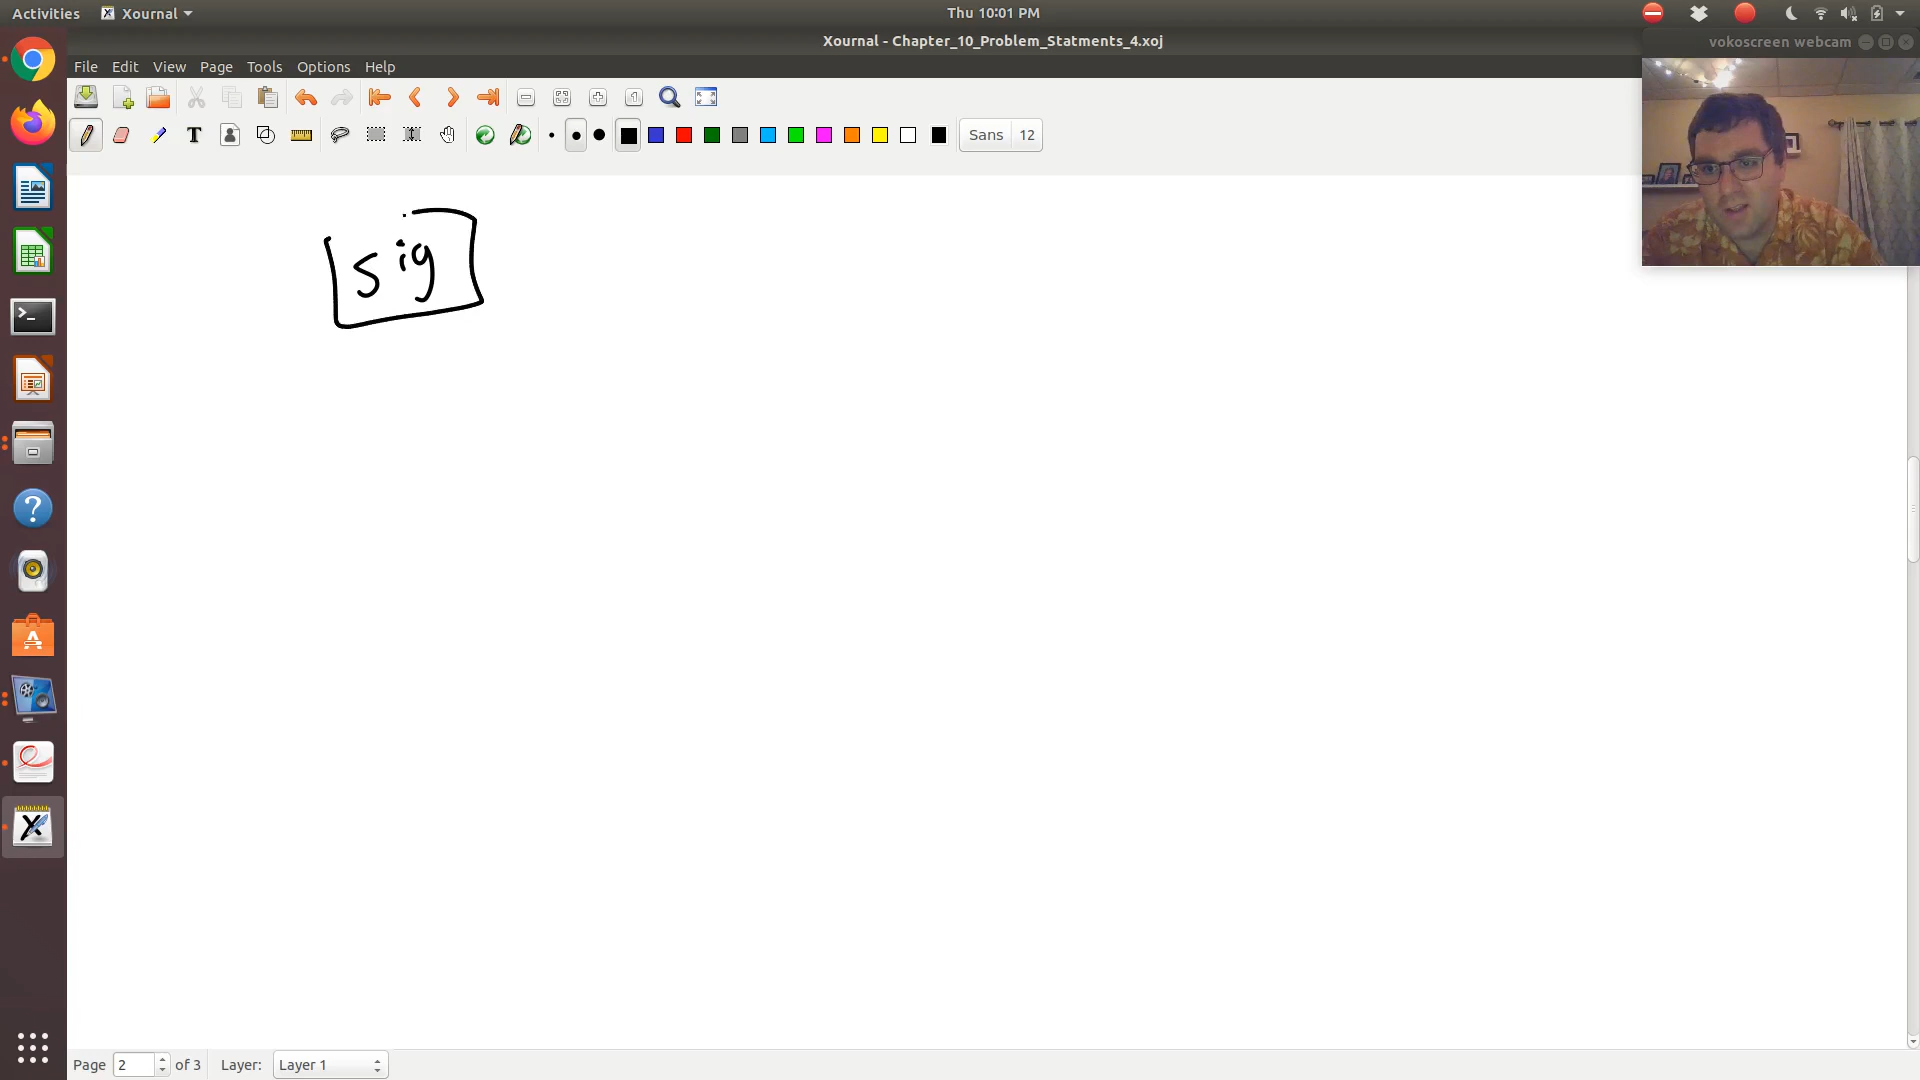 Activities Xournal Thu 10:01 PM
Xournal - Chapter_10_Problem_Statments_4.xoj
vokoscreen webcam
File Edit View Page Tools Options Help
T Sans 12
sig
Page 2 of 3 Layer: Layer 1